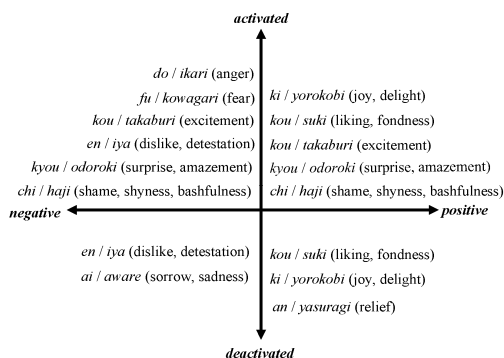 activated
do / ikari (anger)
fu / kowagari (fear)
kou / takaburi (excitement)
en / iya (dislike, detestation)
kyou / odoroki (surprise, amazement)
chi / haji (shame, shyness, bashfulness)
ki / yorokobi (joy, delight)
kou / suki (liking, fondness)
kou / takaburi (excitement)
kyou / odoroki (surprise, amazement)
chi / haji (shame, shyness, bashfulness)
negative
positive
en / iya (dislike, detestation)
ai / aware (sorrow, sadness)
kou / suki (liking, fondness)
ki / yorokobi (joy, delight)
an / yasuragi (relief)
deactivated